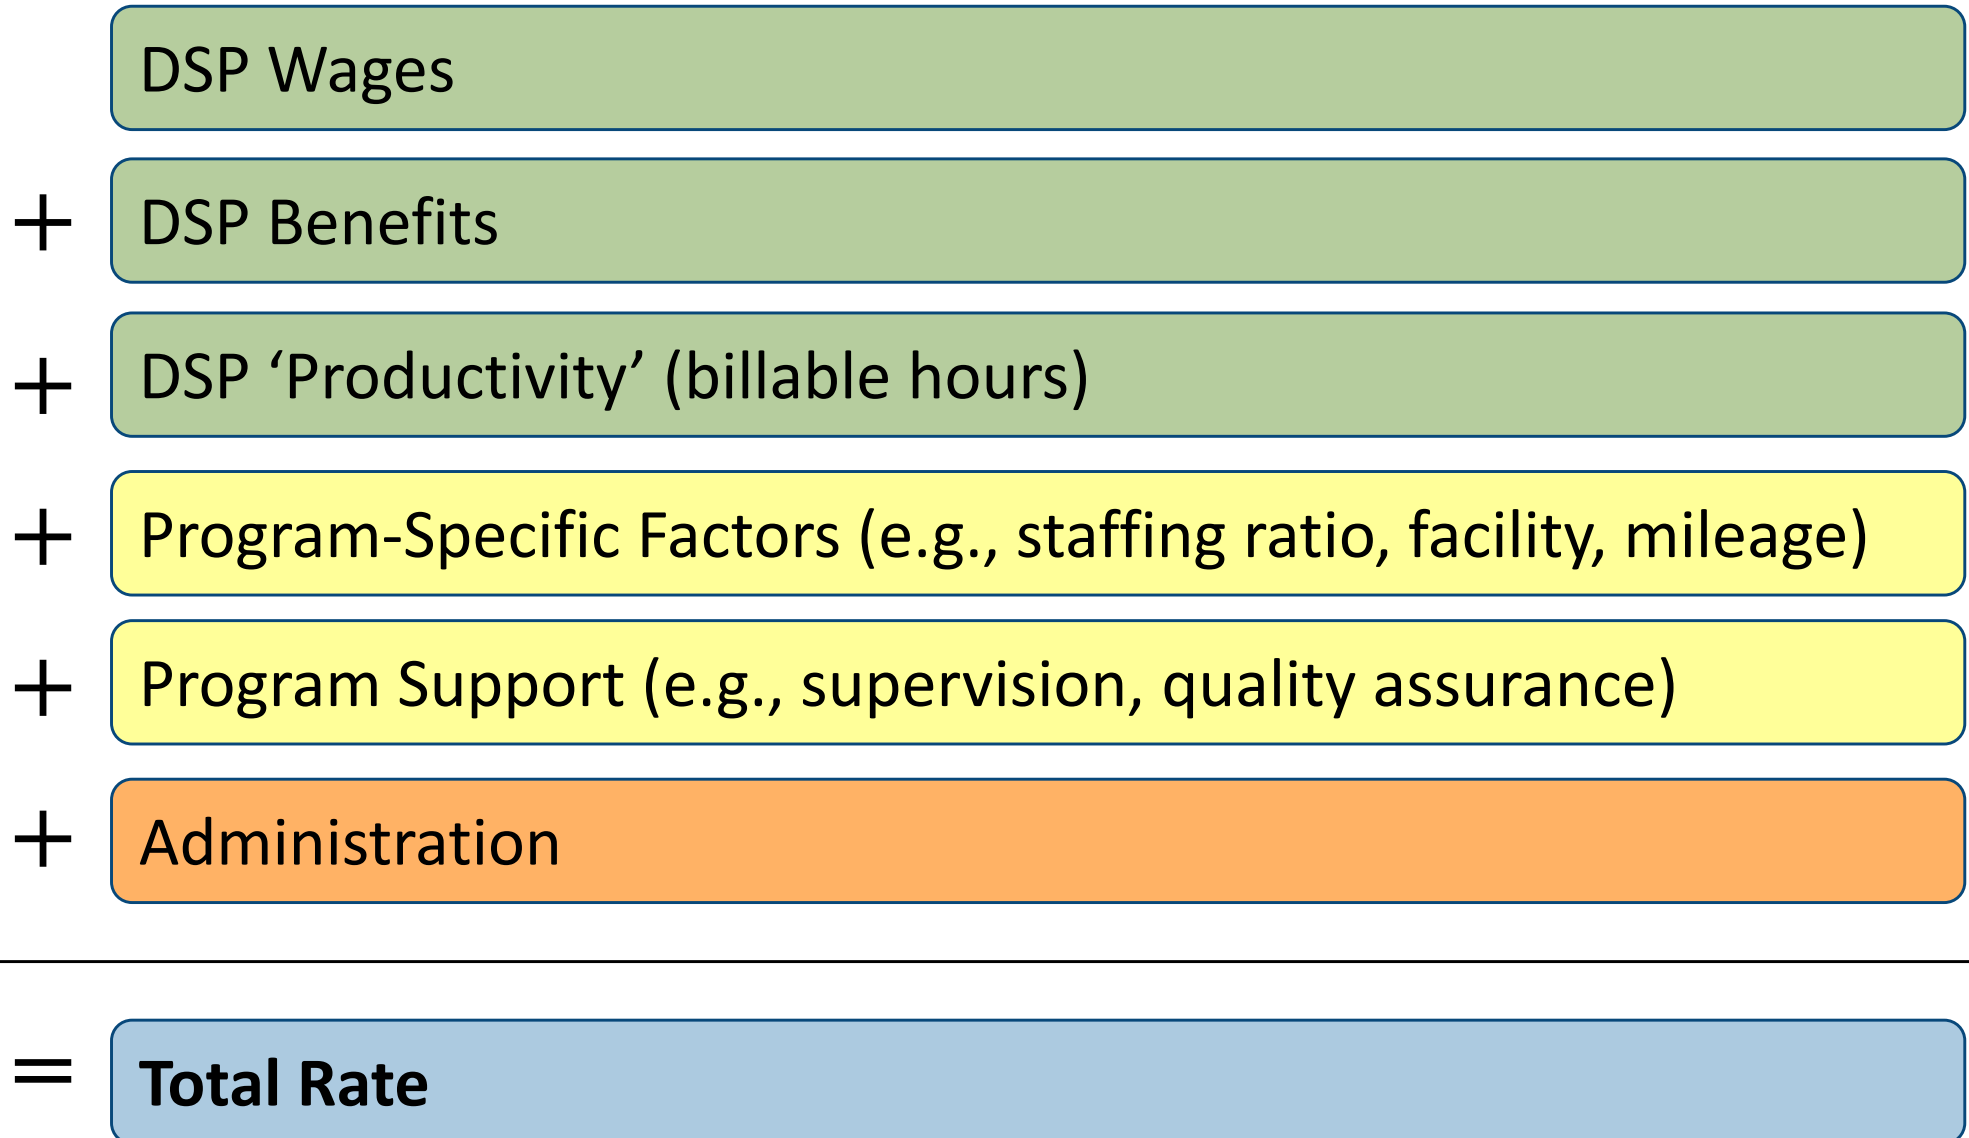 DSP Wages
+ DSP Benefits
+ DSP ‘Productivity’ (billable hours)
+ Program-Specific Factors (e.g., staffing ratio, facility, mileage)
+ Program Support (e.g., supervision, quality assurance)
+ Administration
= Total Rate